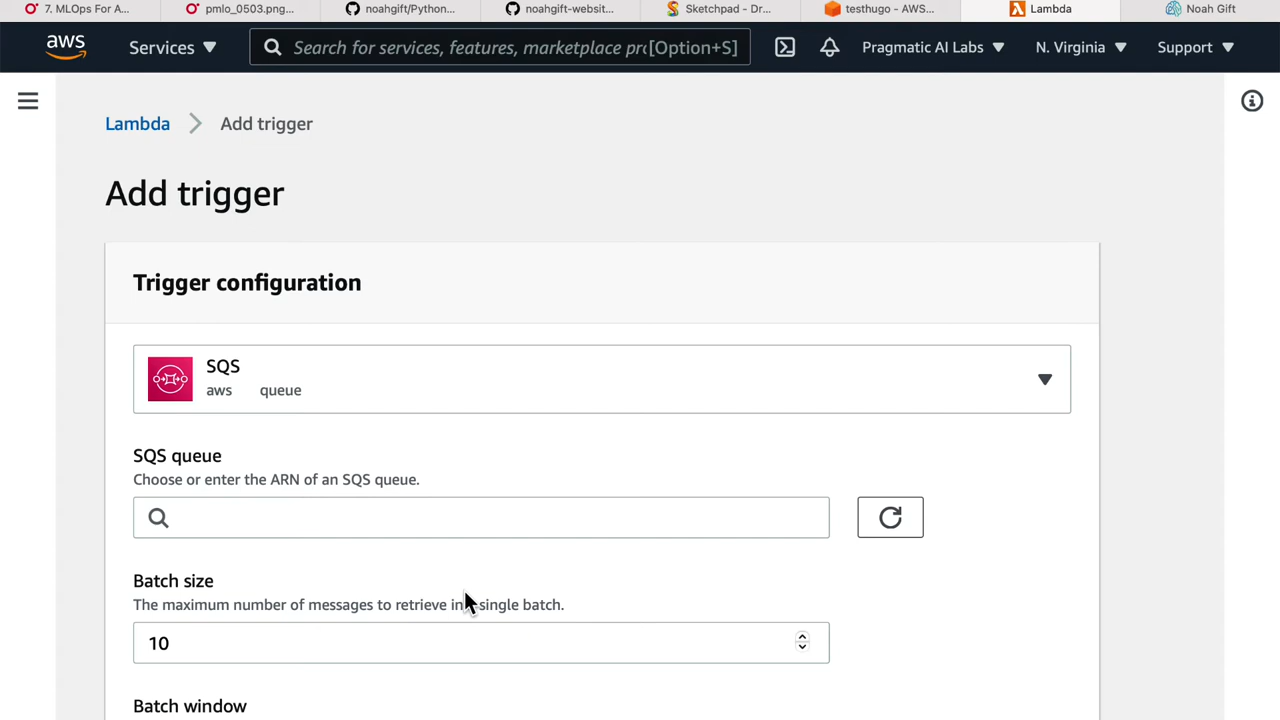 7. MLOps For A...
pmlo_0503.png...
noahgift/Python...
noahgift-websit...
Sketchpad - Dr...
testhugo - AWS...
Lambda
Noah Gift
aws
Services
Search for services, features, marketplace pr
[Option+S]
Pragmatic AI Labs
N. Virginia
Support
Lambda
Add trigger
Add trigger
Trigger configuration
SQS
aws queue
SQS queue
Choose or enter the ARN of an SQS queue.
Batch size
The maximum number of messages to retrieve in single batch.
10
Batch window